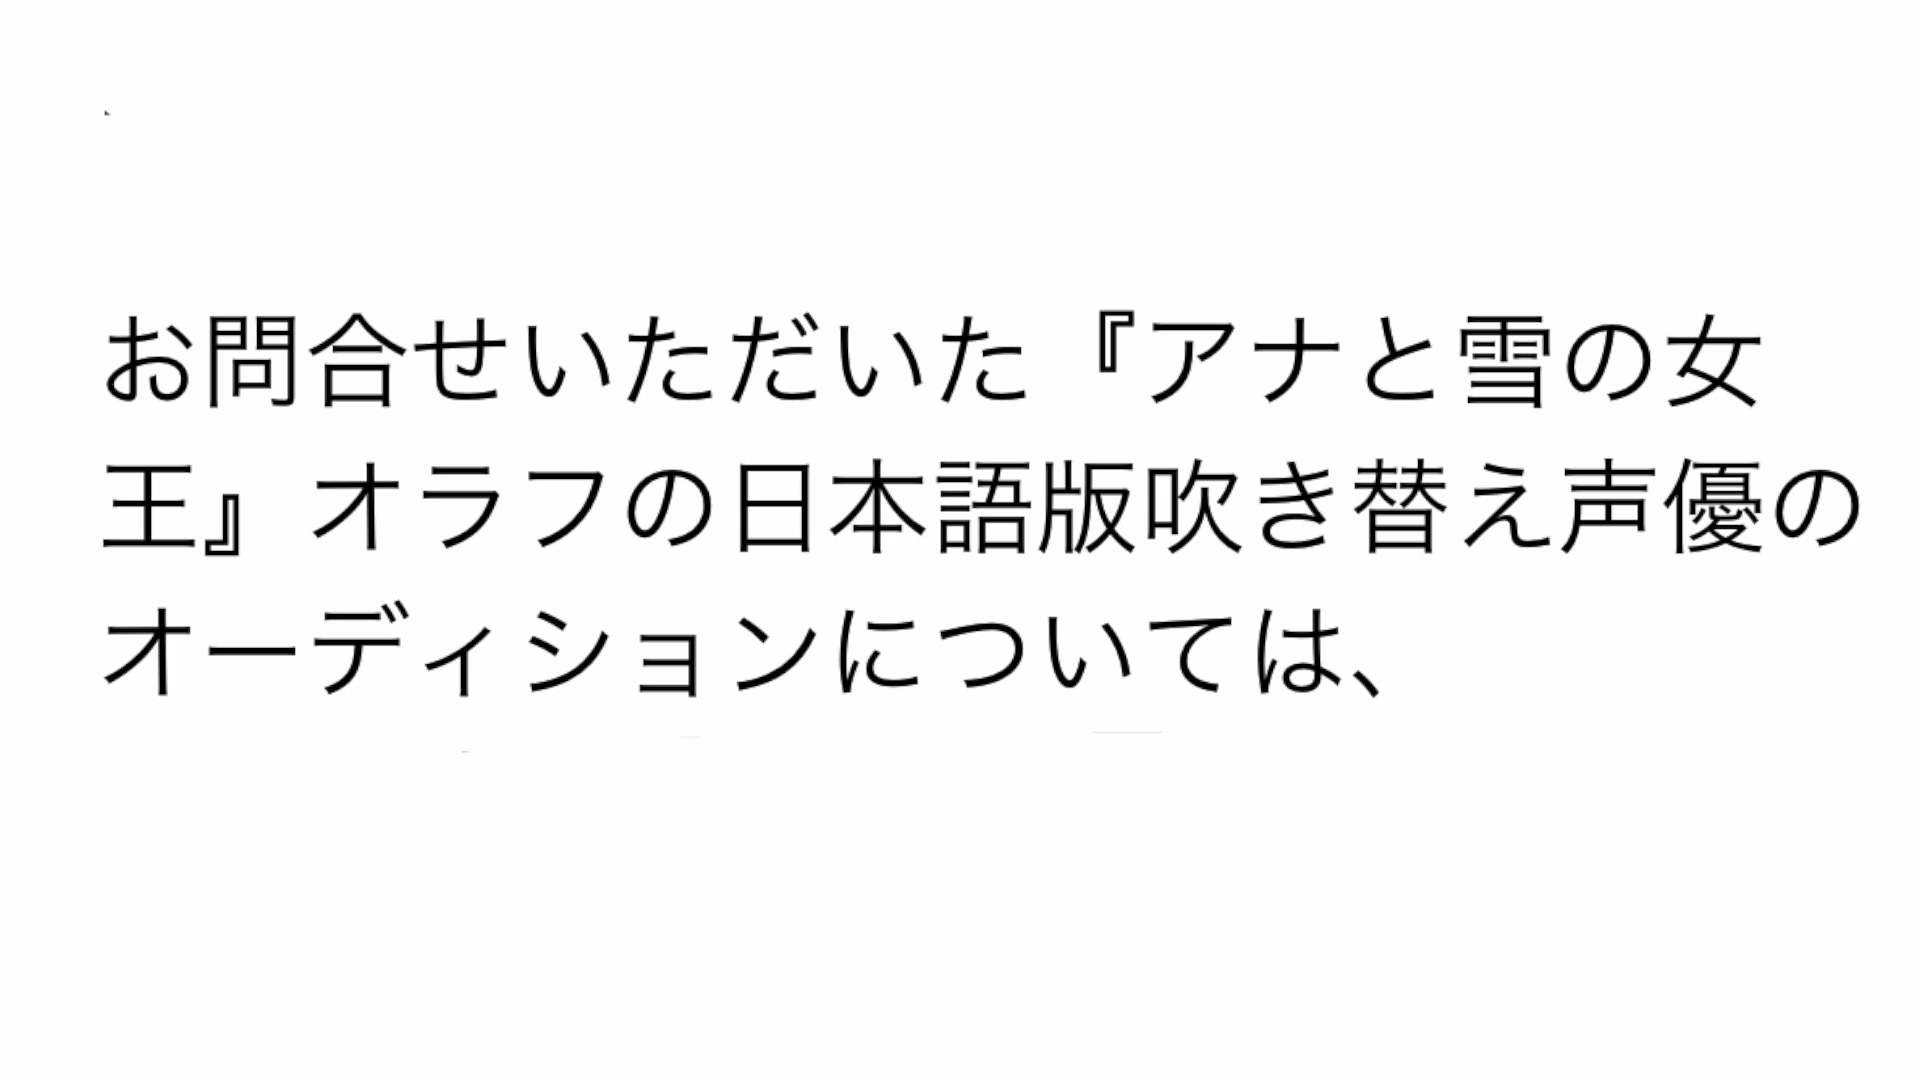 お問合せいただいた『アナと雪の女
王』オラフの日本語版吹き替え声優の
オーディションについては、